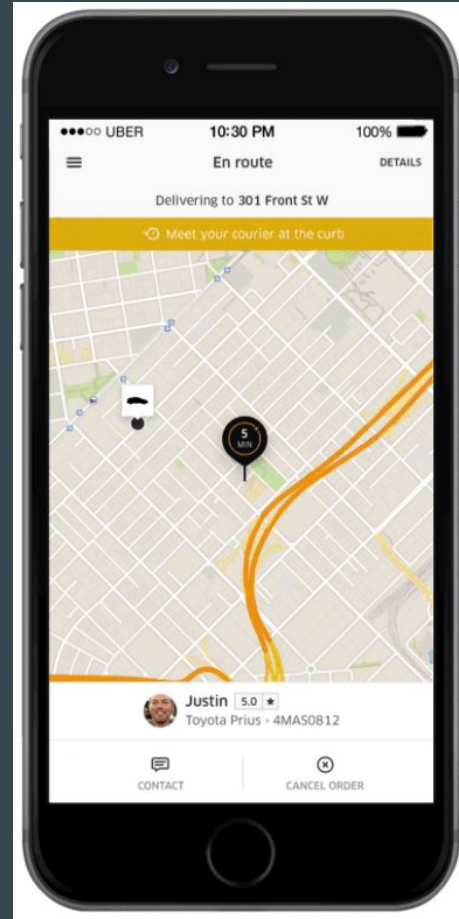 UBER 10:30 PM 100%
En route DETAILS
Delivering to 301 Front St W
Meet your courier at the curb
5
MIN
Justin 5.0 ★
Toyota Prius - 4MAS0812
CONTACT CANCEL ORDER